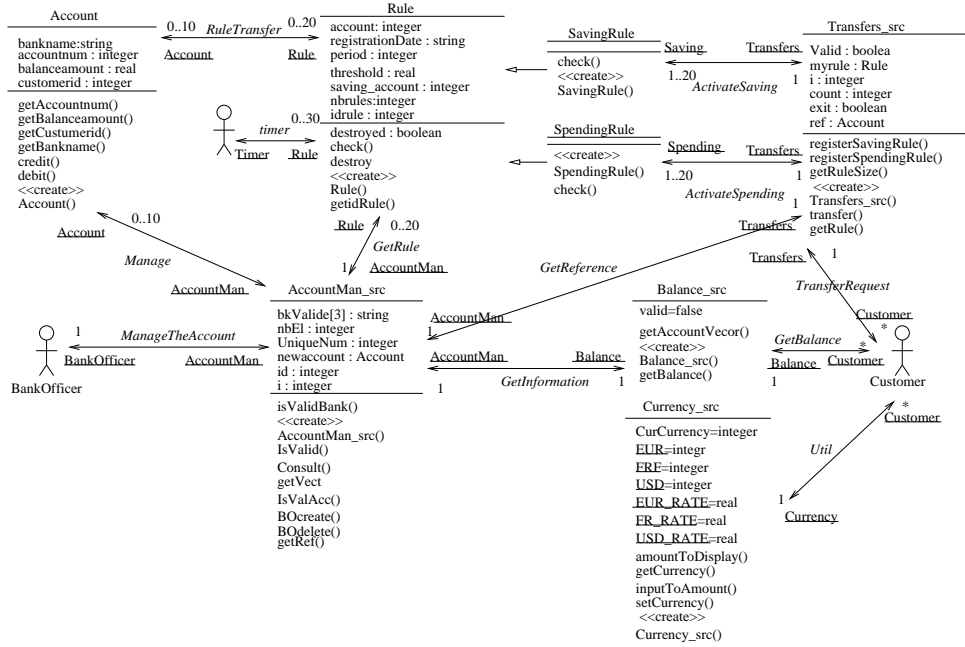 Account
bankname:string
accountnum : integer
balanceamount : real
customerid : integer
getAccountnum()
getBalanceamount()
getCustumerid()
getBankname()
credit()
debit()
<<create>>
Account()
0..10
RuleTransfer
0..20
Account
Rule
Rule
account: integer
registrationDate : string
period : integer
threshold : real
saving_account : integer
nbrules:integer
idrule : integer
destroyed : boolean
check()
destroy
<<create>>
Rule()
getidRule()
0..30
timer
Timer
Rule
SavingRule
check()
<<create>>
SavingRule()
Saving
Transfers
1..20
1
ActivateSaving
SpendingRule
<<create>>
SpendingRule()
check()
Spending
Transfers
1..20
1
ActivateSpending
Transfers_src
Valid : boolea
myrule : Rule
i : integer
count : integer
exit : boolean
ref : Account
registerSavingRule()
registerSpendingRule()
getRuleSize()
<<create>>
Transfers_src()
transfer()
getRule()
0..10
Account
Manage
AccountMan
Rule
0..20
GetRule
1
AccountMan
1
Transfers
GetReference
AccountMan
1
Transfers
1
TransferRequest
Customer
*
AccountMan_src
bkValide[3] : string
nbEl : integer
UniqueNum : integer
newaccount : Account
id : integer
i : integer
isValidBank()
<<create>>
AccountMan_src()
IsValid()
Consult()
getVect
IsValAcc()
BOcreate()
BOdelete()
getRef()
1
ManageTheAccount
BankOfficer
AccountMan
BankOfficer
AccountMan
Balance
1
GetInformation
1
Balance_src
valid=false
getAccountVecor()
<<create>>
Balance_src()
getBalance()
GetBalance
*
Balance
Customer
1
Customer
*
Customer
Util
1
Currency
Currency_src
CurCurrency=integer
EUR=integr
FRF=integer
USD=integer
EUR_RATE=real
FR_RATE=real
USD_RATE=real
amountToDisplay()
getCurrency()
inputToAmount()
setCurrency()
<<create>>
Currency_src()